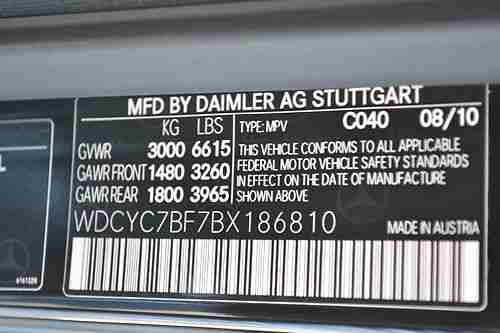 MFD BY DAIMLER AG STUTTGART
KG LBS
GVWR 3000 6615
GAWR FRONT 1480 3260
GAWR REAR 1800 3965
TYPE: MPV C040 08/10
THIS VEHICLE CONFORMS TO ALL APPLICABLE
FEDERAL MOTOR VEHICLE SAFETY STANDARDS
IN EFFECT ON THE DATE OF MANUFACTURE
SHOWN ABOVE
WDCYC7BF7BX186810
MADE IN AUSTRIA